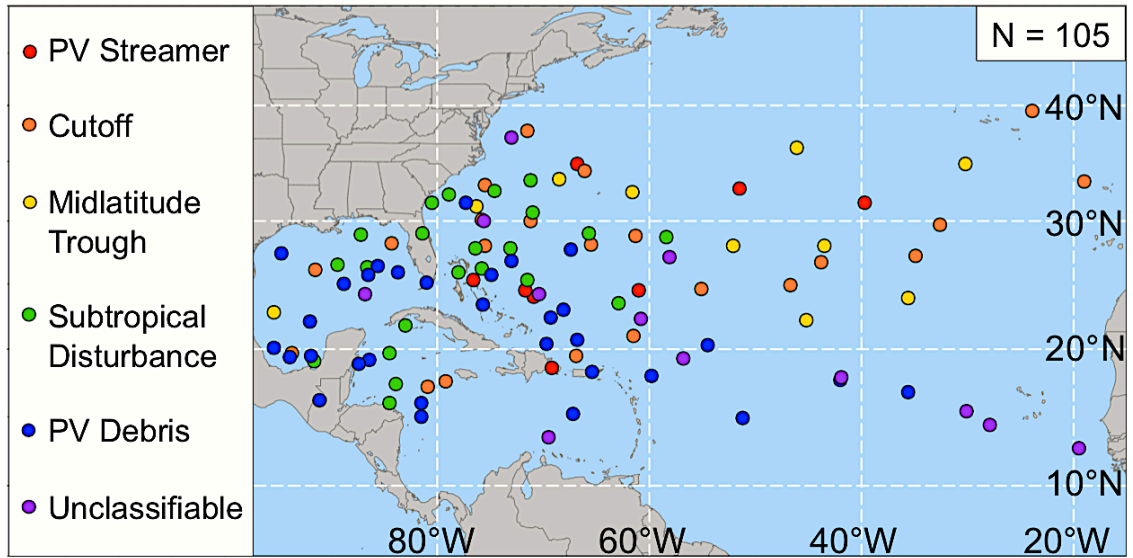 PV Streamer
Cutoff
Midlatitude
Trough
Subtropical
Disturbance
PV Debris
Unclassifiable
N = 105
40°N
30°N
20°N
10°N
80°W
60°W
40°W
20°W